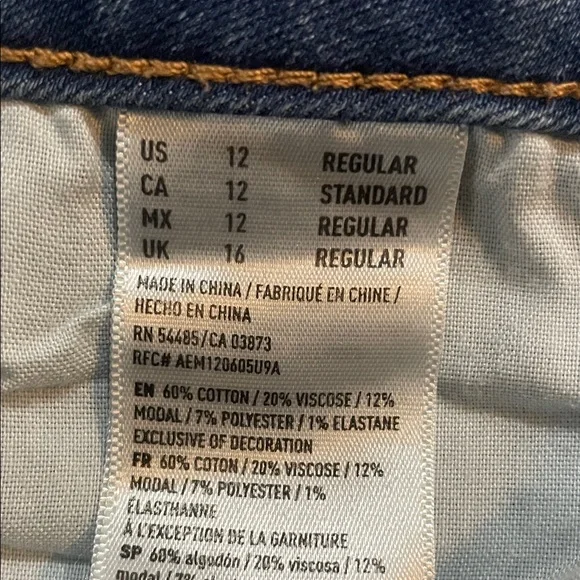 US 12 REGULAR
CA 12 STANDARD
MX 12 REGULAR
UK 16 REGULAR
MADE IN CHINA / FABRIQUÉ EN CHINE /
HECHO EN CHINA
RN 54485/CA 03873
RFC# AEM120605U9A
EN 60% COTTON / 20% VISCOSE / 12%
MODAL / 7% POLYESTER / 1% ELASTANE
EXCLUSIVE OF DECORATION
FR 60% COTON / 20% VISCOSE / 12%
MODAL / 7% POLYESTER / 1%
ÉLASTHANNE
À L'EXCEPTION DE LA GARNITURE
SP 60% algodón / 20% viscosa / 12%
modal / 7%